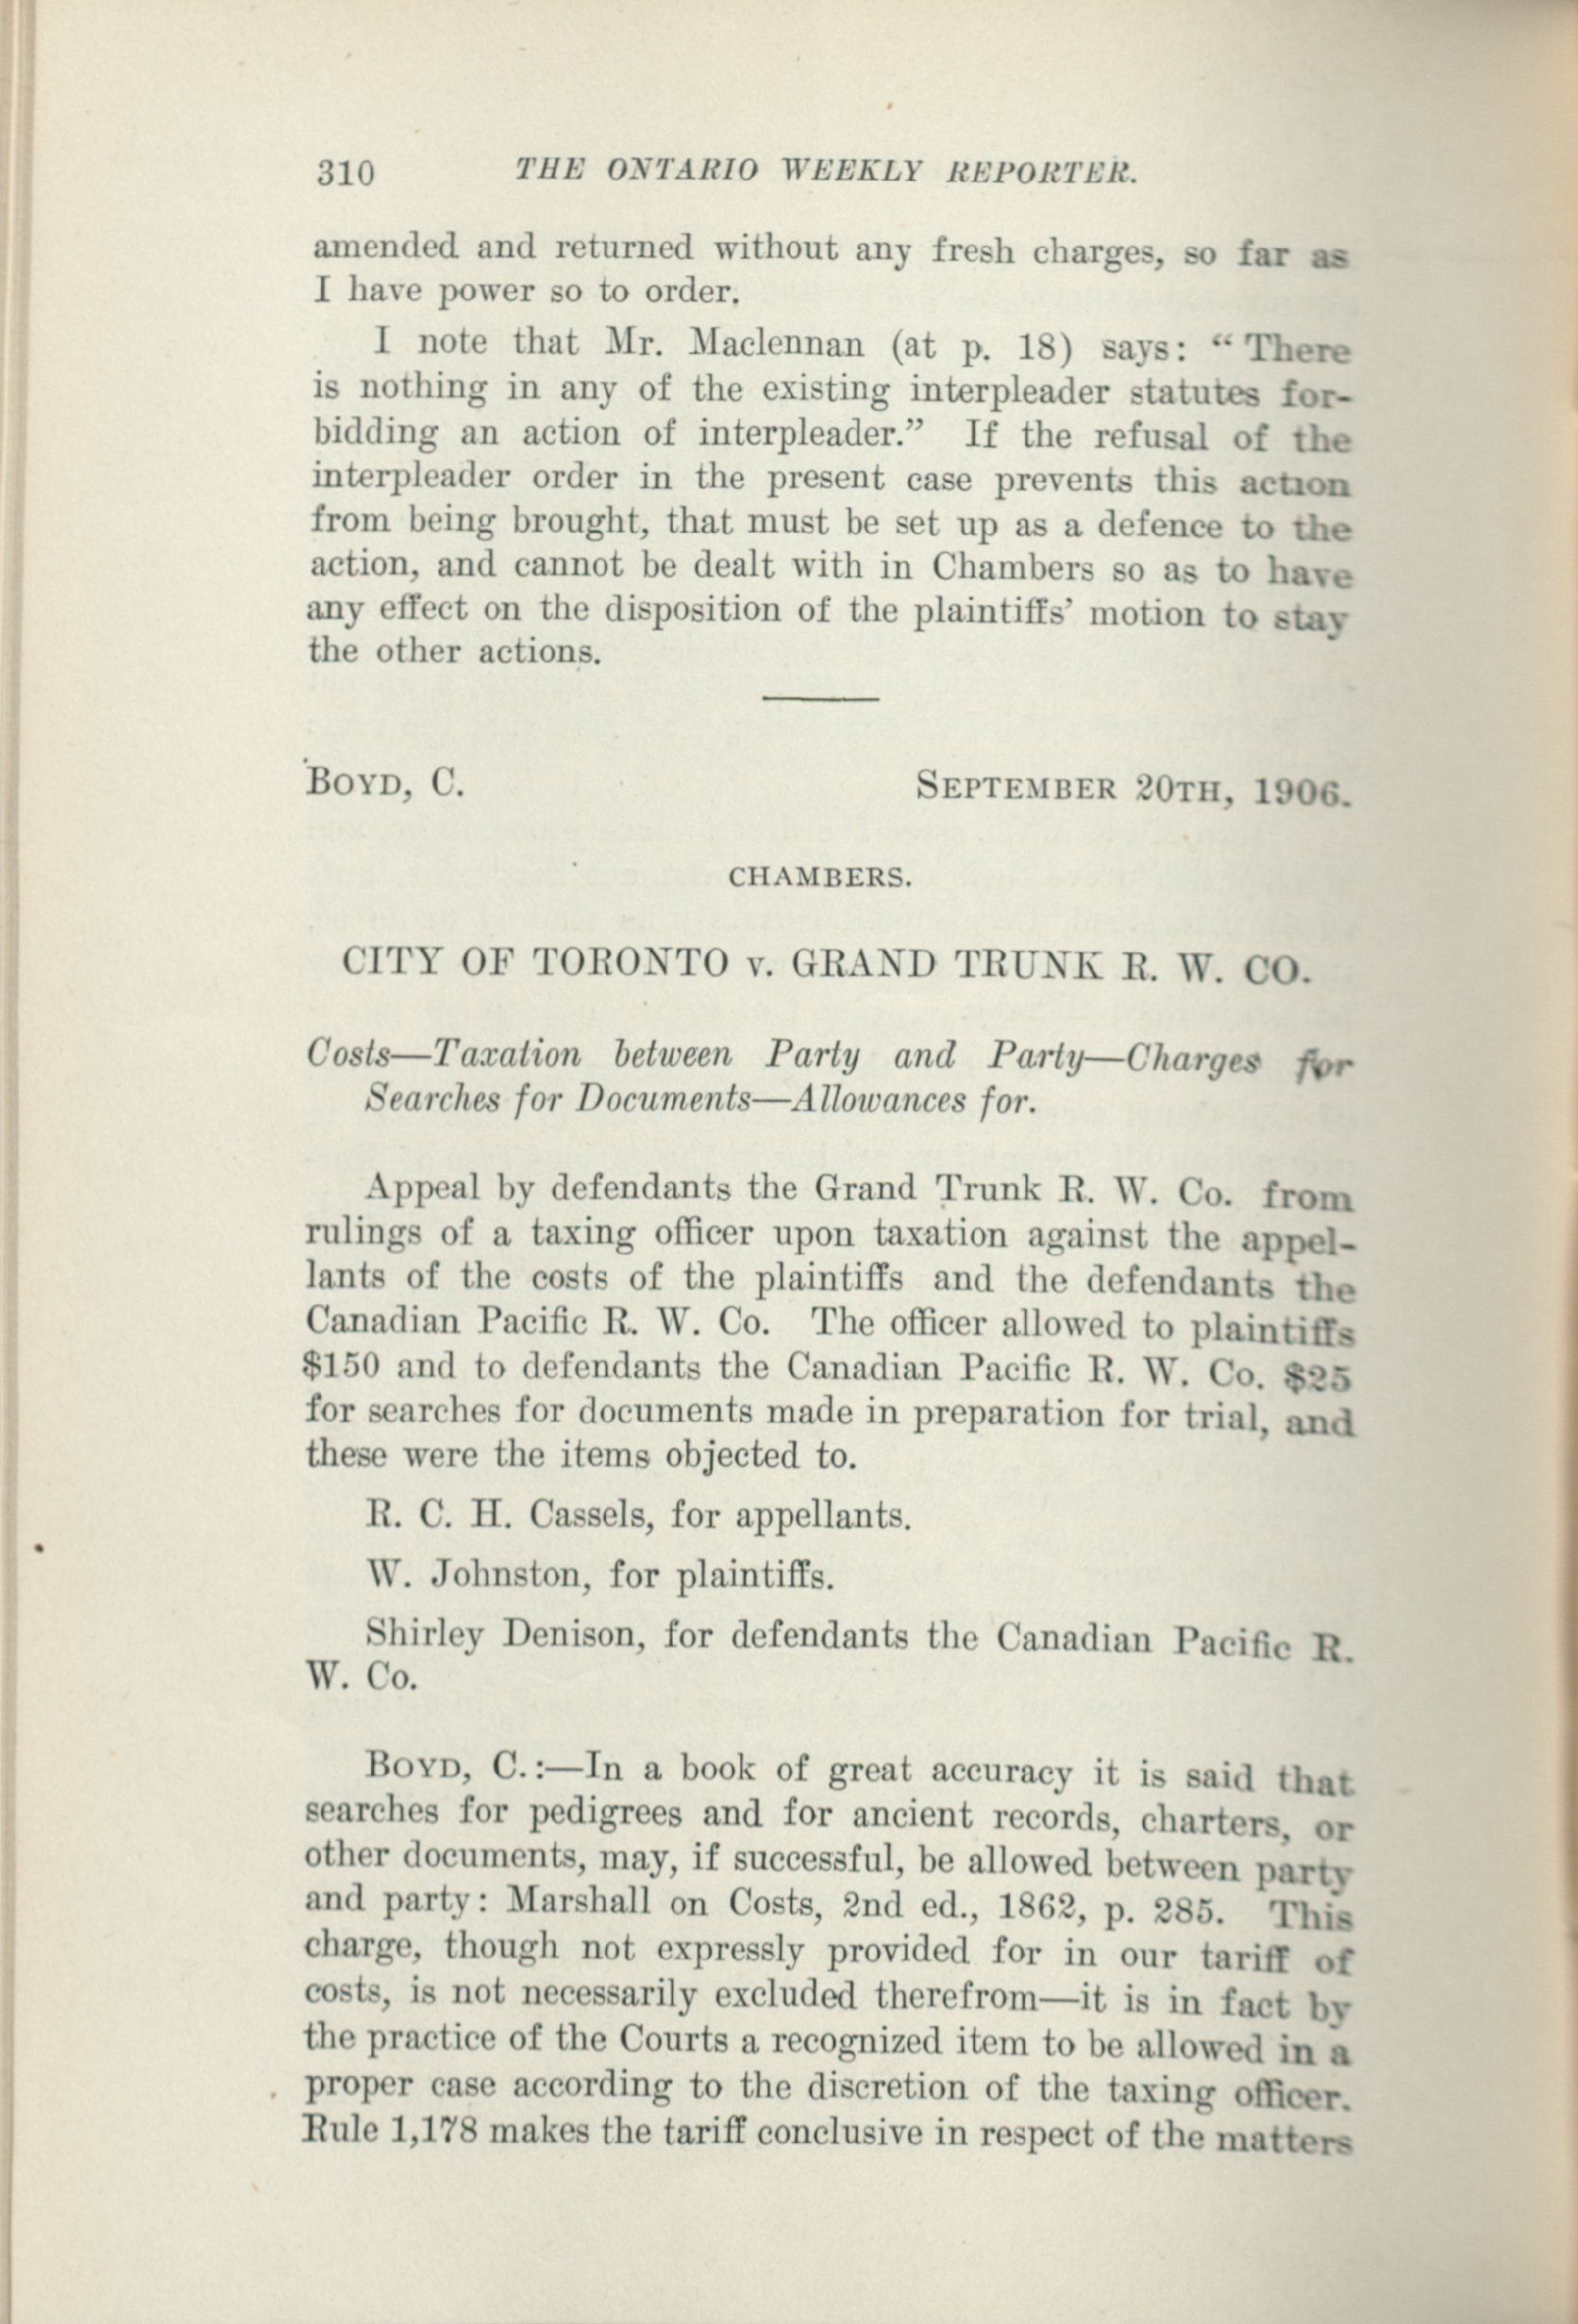 310 THE ONTARIO WEEKLY REPORTER.
amended and returned without any fresh charges, so far as
I have power so to order.
I note that Mr. Maclennan (at p. 18) says: “ There
is nothing in any of the existing interpleader statutes for-
bidding an action of interpleader.” If the refusal of the
interpleader order in the present case prevents this action
from being brought, that must be set up as a defence to the
action, and cannot be dealt with in Chambers so as to have
any effect on the disposition of the plaintiffs’ motion to stay
the other actions.
BOYD, C. SEPTEMBER 20TH, 1906.
CHAMBERS.
CITY OF TORONTO v. GRAND TRUNK R. W. CO.
Costs—Taxation between Party and Party—Charges for
Searches for Documents—Allowances for.
Appeal by defendants the Grand Trunk R. W. Co. from
rulings of a taxing officer upon taxation against the appel-
lants of the costs of the plaintiffs and the defendants the
Canadian Pacific R. W. Co. The officer allowed to plaintiffs
$150 and to defendants the Canadian Pacific R. W. Co. $25
for searches for documents made in preparation for trial, and
these were the items objected to.
R. C. H. Cassels, for appellants.
W. Johnston, for plaintiffs.
Shirley Denison, for defendants the Canadian Pacific R.
W. Co.
BOYD, C.:—In a book of great accuracy it is said that
searches for pedigrees and for ancient records, charters, or
other documents, may, if successful, be allowed between party
and party: Marshall on Costs, 2nd ed., 1862, p. 285. This
charge, though not expressly provided for in our tariff of
costs, is not necessarily excluded therefrom—it is in fact by
the practice of the Courts a recognized item to be allowed in a
proper case according to the discretion of the taxing officer.
Rule 1,178 makes the tariff conclusive in respect of the matters